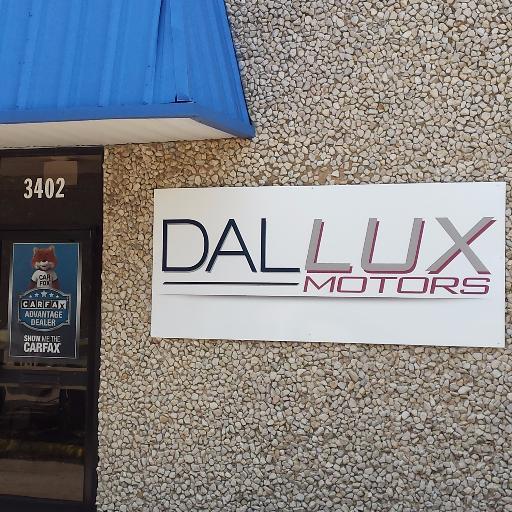 3402
DALLUX
MOTORS
CAR
FOX
CARFAX
ADVANTAGE
DEALER
SHOW ME THE
CARFAX